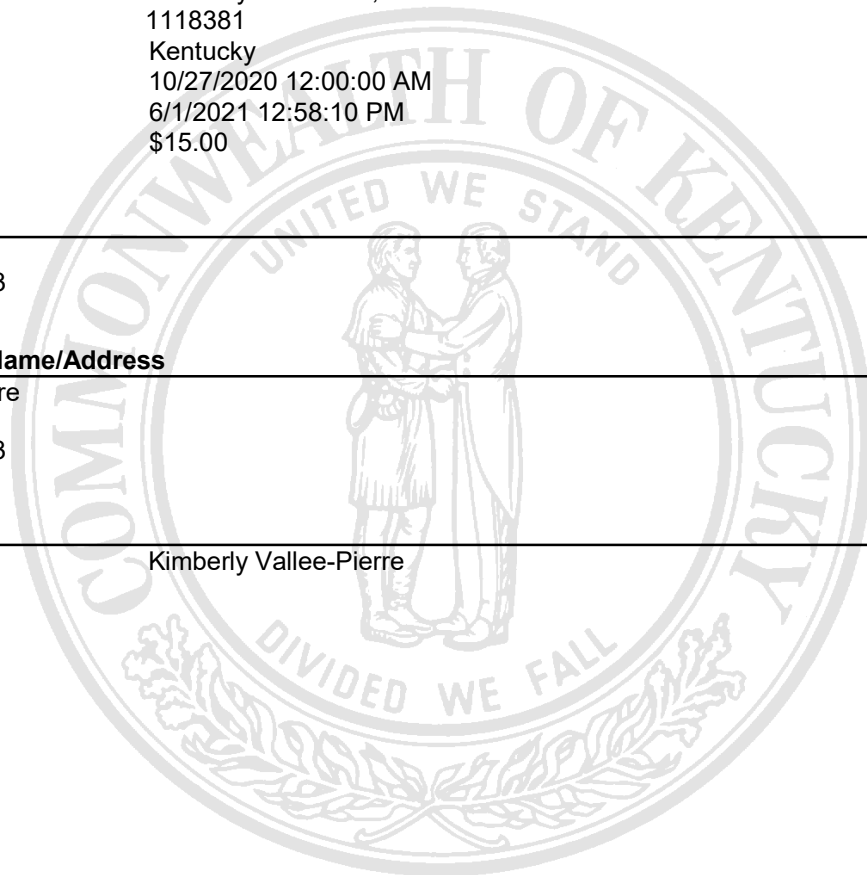 1118381
Kentucky
10/27/2020 12:00:00 AM
6/1/2021 12:58:10 PM
$15.00
COMMONWEALTH OF KENTUCKY
UNITED WE STAND
3
Name/Address
re
3
Kimberly Vallee-Pierre
DIVIDED WE FALL